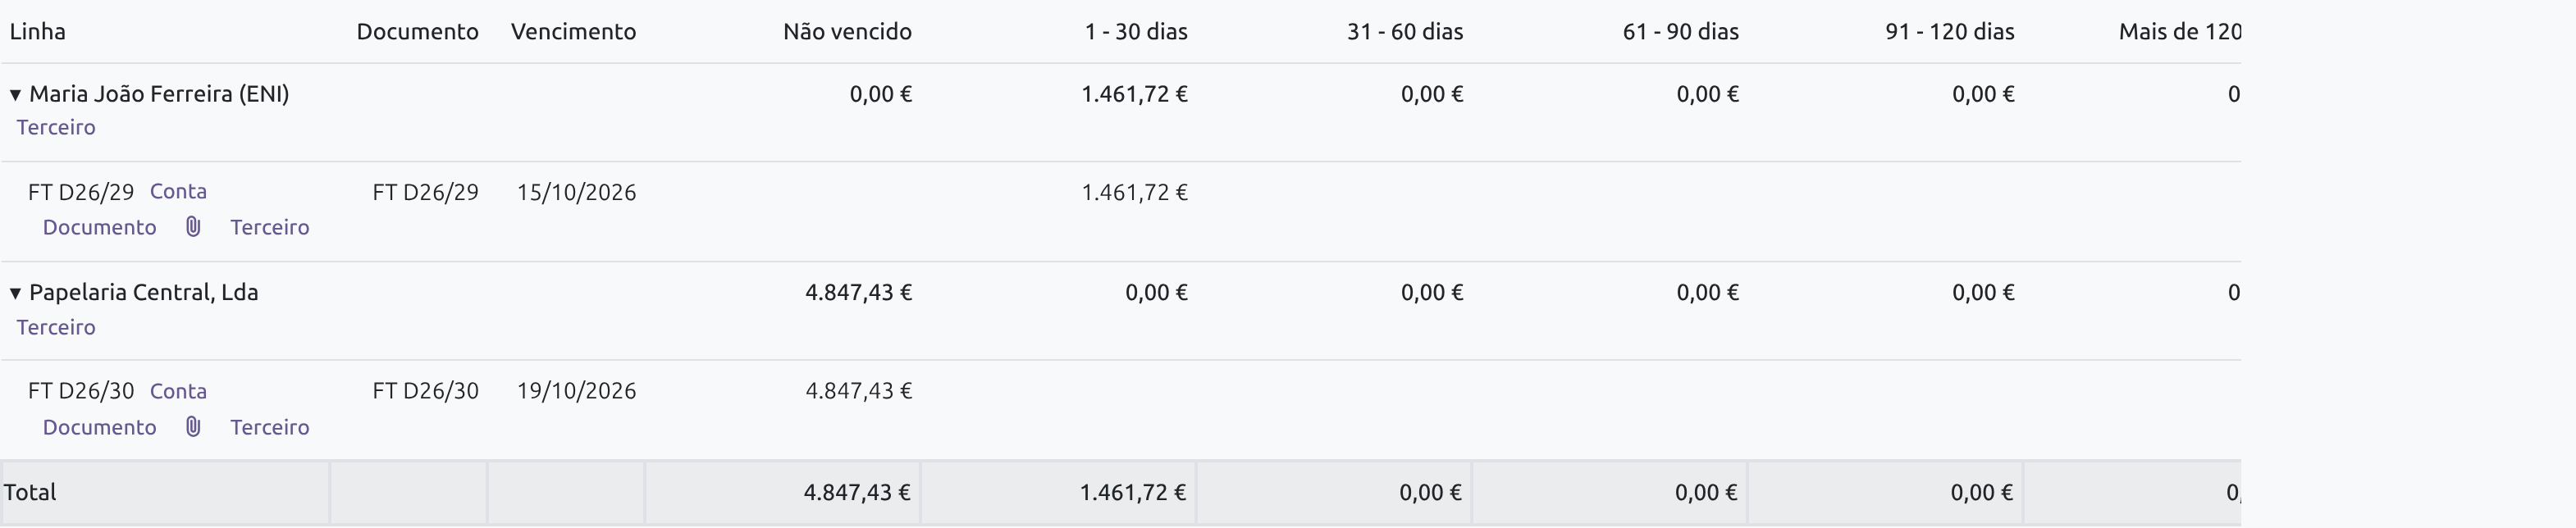 Linha Documento Vencimento Não vencido 1 - 30 dias 31 - 60 dias 61 - 90 dias 91 - 120 dias Mais de 120
▼ Maria João Ferreira (ENI) 0,00 € 1.461,72 € 0,00 € 0,00 € 0,00 € 0
Terceiro
FT D26/29 Conta FT D26/29 15/10/2026 1.461,72 €
Documento Terceiro
▼ Papelaria Central, Lda 4.847,43 € 0,00 € 0,00 € 0,00 € 0,00 € 0
Terceiro
FT D26/30 Conta FT D26/30 19/10/2026 4.847,43 €
Documento Terceiro
Total 4.847,43 € 1.461,72 € 0,00 € 0,00 € 0,00 € 0,